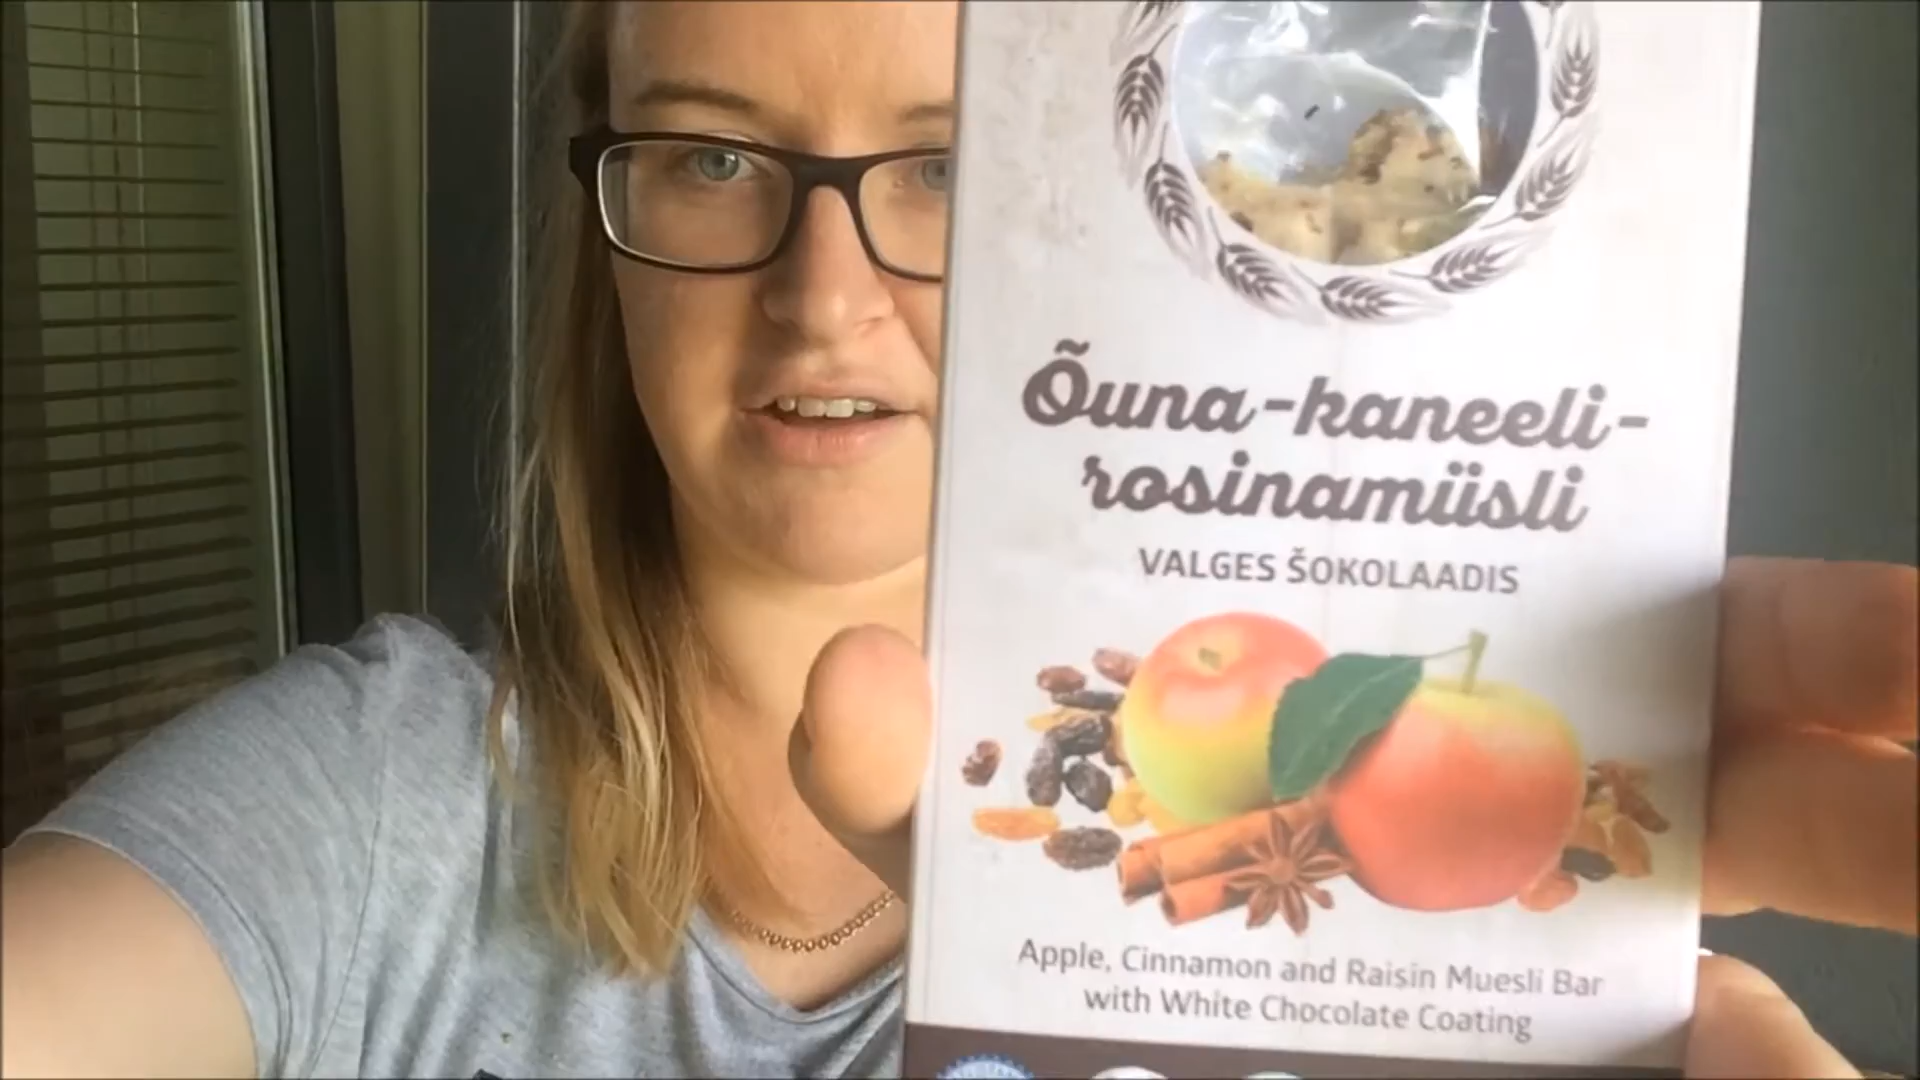 Õuna-kaneeli-
rosinamüsli
VALGES ŠOKOLAADIS
Apple, Cinnamon and Raisin Muesli Bar
with White Chocolate Coating